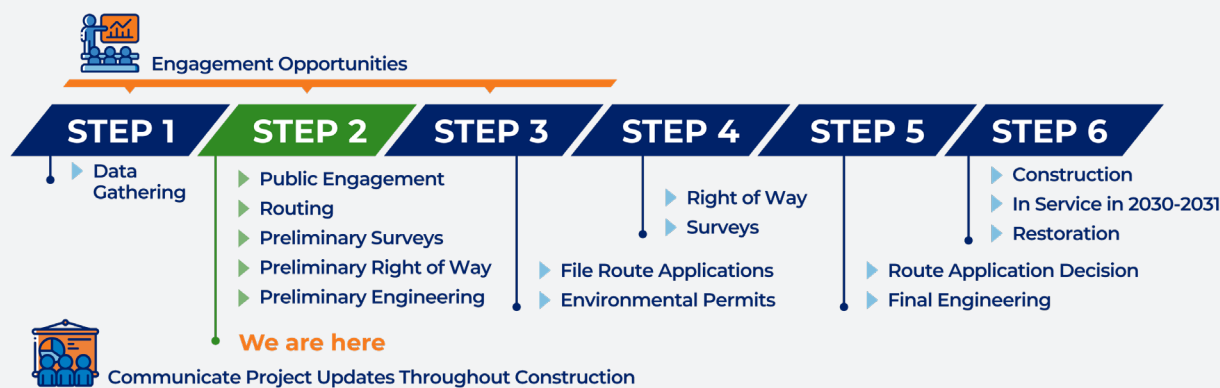 Engagement Opportunities
STEP 1
STEP 2
STEP 3
STEP 4
STEP 5
STEP 6
Data
Gathering
Public Engagement
Routing
Preliminary Surveys
Preliminary Right of Way
Preliminary Engineering
We are here
File Route Applications
Environmental Permits
Right of Way
Surveys
Route Application Decision
Final Engineering
Construction
In Service in 2030-2031
Restoration
Communicate Project Updates Throughout Construction